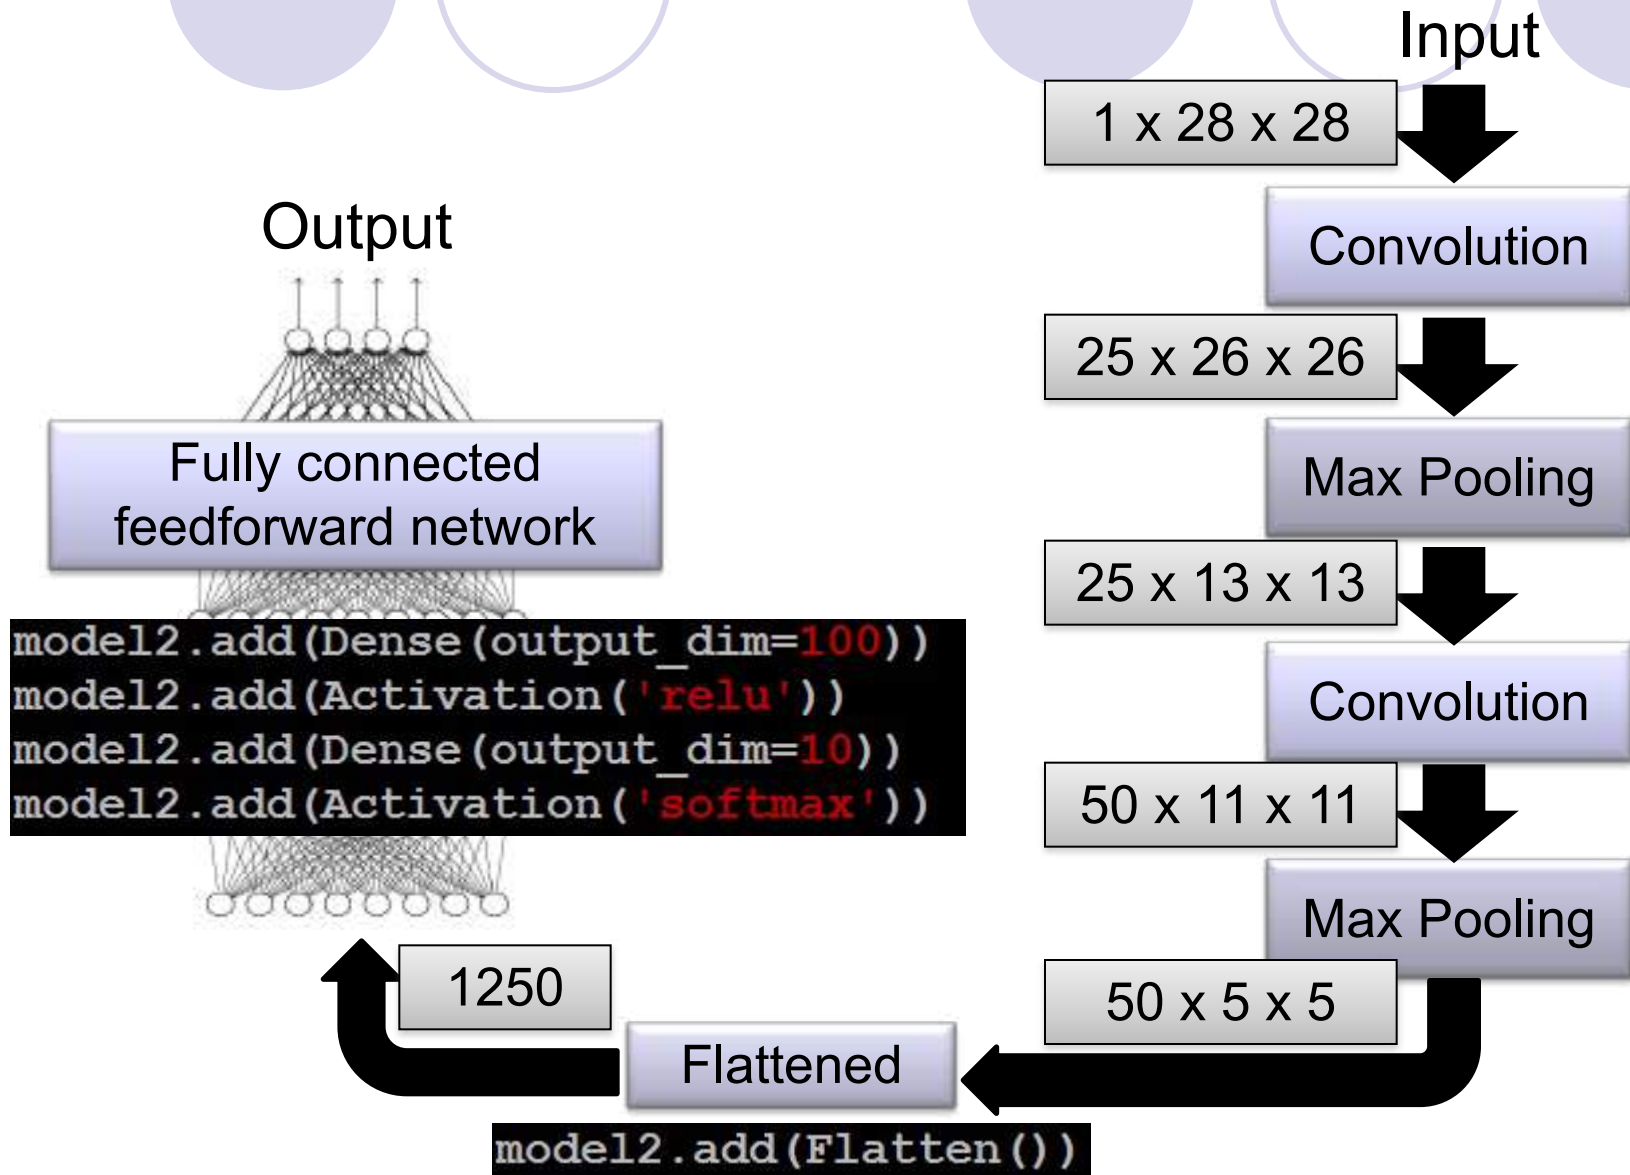 Input
1 x 28 x 28
Convolution
25 x 26 x 26
Max Pooling
25 x 13 x 13
Convolution
50 x 11 x 11
Max Pooling
50 x 5 x 5
Flattened
model2.add(Flatten())
1250
model2.add(Dense(output_dim=100))
model2.add(Activation('relu'))
model2.add(Dense(output_dim=10))
model2.add(Activation('softmax'))
Fully connected
feedforward network
Output